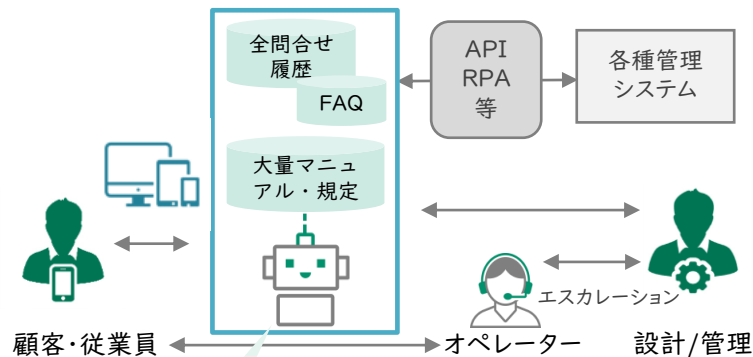 全問合せ
履歴
FAQ
大量マニュ
アル・規定
API
RPA
等
各種管理
システム
エスカレーション
顧客・従業員
オペレーター
設計/管理